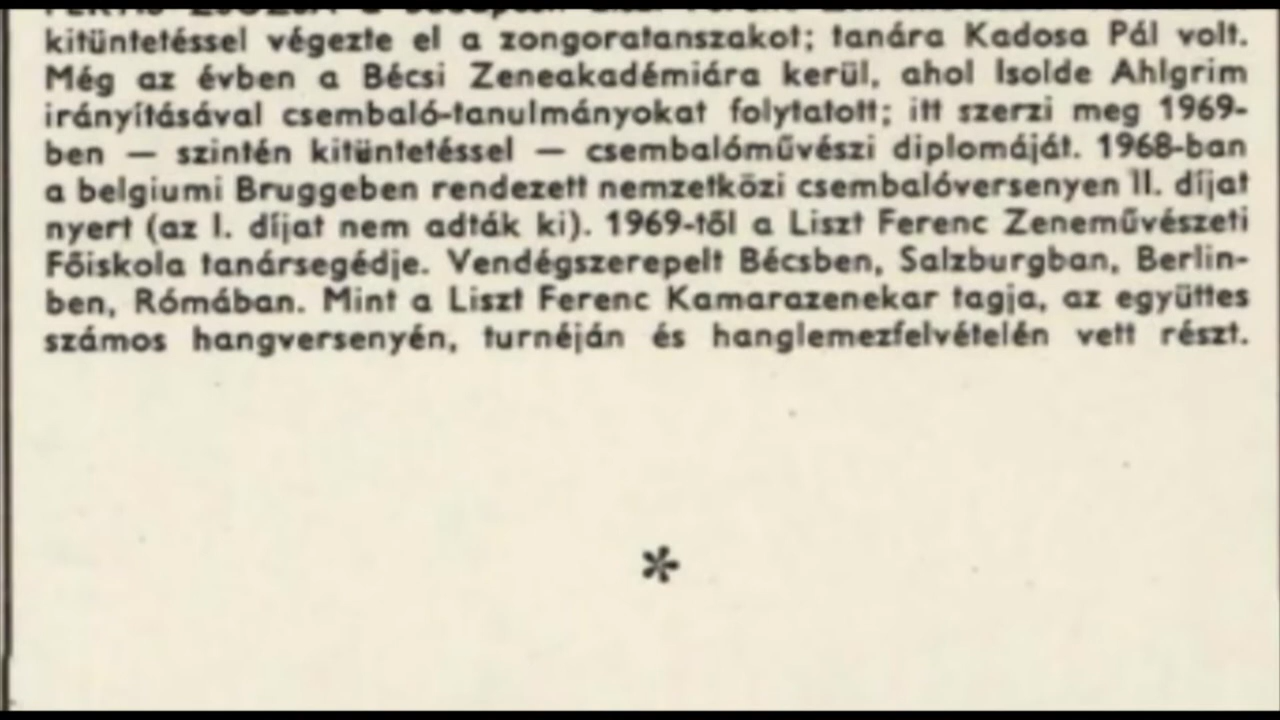 kitüntetéssel végezte el a zongoratanszakot; tanára Kadosa Pál volt.
Még az évben a Bécsi Zeneakadémiára kerül, ahol Isolde Ahlgrim
irányításával csembaló-tanulmányokat folytatott; itt szerzi meg 1969-
ben — szintén kitüntetéssel — csembalóművészi diplomáját. 1968-ban
a belgiumi Bruggeben rendezett nemzetközi csembalóversenyen II. díjat
nyert (az I. díjat nem adták ki). 1969-től a Liszt Ferenc Zeneművészeti
Főiskola tanársegédje. Vendégszerepelt Bécsben, Salzburgban, Berlin-
ben, Rómában. Mint a Liszt Ferenc Kamarazenekar tagja, az együttes
számos hangversenyén, turnéján és hanglemezfelvételén vett részt.
*